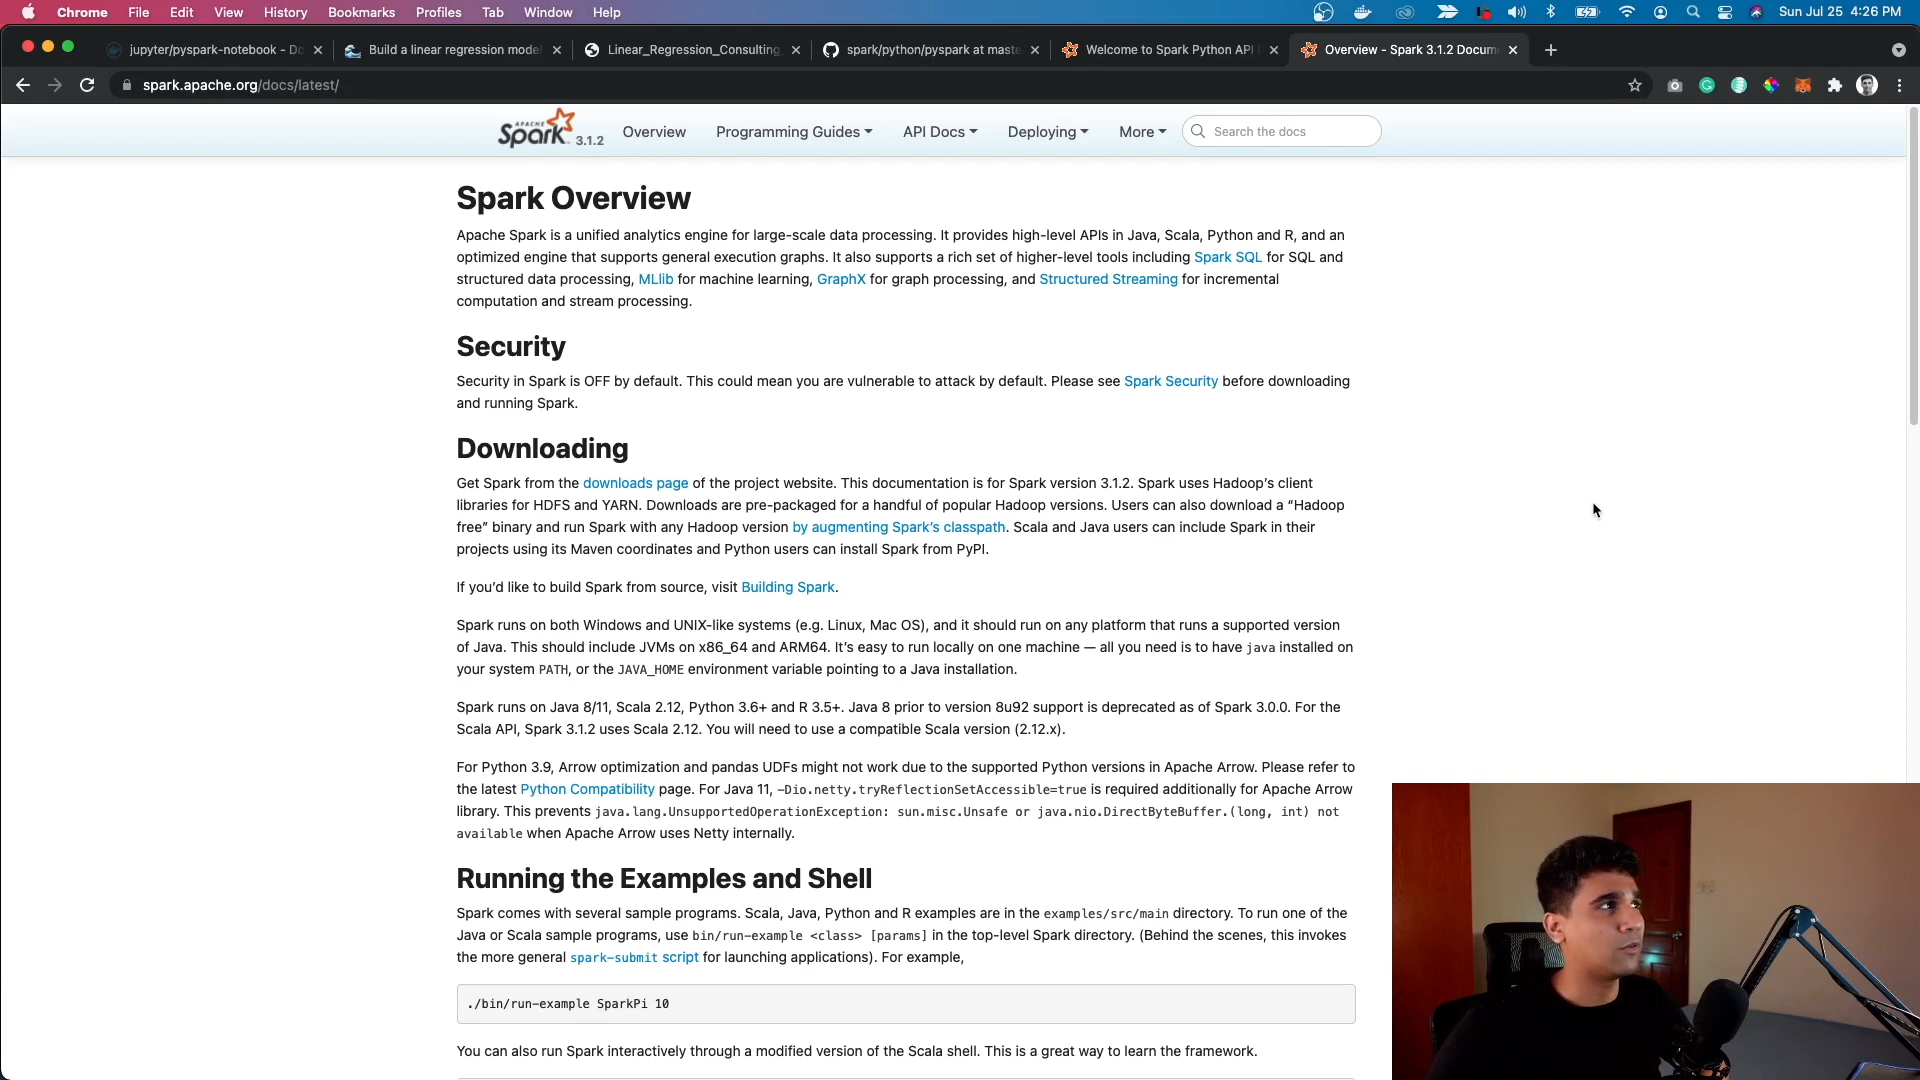 Chrome File Edit View History Bookmarks Profiles Tab Window Help Sun Jul 25 4:26 PM
jupyter/pyspark-notebook - Do Build a linear regression model Linear_Regression_Consulting_ spark/python/pyspark at maste Welcome to Spark Python API Overview - Spark 3.1.2 Docum
spark.apache.org/docs/latest/
APACHE Spark 3.1.2 Overview Programming Guides API Docs Deploying More Search the docs
Spark Overview
Apache Spark is a unified analytics engine for large-scale data processing. It provides high-level APIs in Java, Scala, Python and R, and an
optimized engine that supports general execution graphs. It also supports a rich set of higher-level tools including Spark SQL for SQL and
structured data processing, MLlib for machine learning, GraphX for graph processing, and Structured Streaming for incremental
computation and stream processing.
Security
Security in Spark is OFF by default. This could mean you are vulnerable to attack by default. Please see Spark Security before downloading
and running Spark.
Downloading
Get Spark from the downloads page of the project website. This documentation is for Spark version 3.1.2. Spark uses Hadoop’s client
libraries for HDFS and YARN. Downloads are pre-packaged for a handful of popular Hadoop versions. Users can also download a “Hadoop
free” binary and run Spark with any Hadoop version by augmenting Spark’s classpath. Scala and Java users can include Spark in their
projects using its Maven coordinates and Python users can install Spark from PyPI.
If you’d like to build Spark from source, visit Building Spark.
Spark runs on both Windows and UNIX-like systems (e.g. Linux, Mac OS), and it should run on any platform that runs a supported version
of Java. This should include JVMs on x86_64 and ARM64. It’s easy to run locally on one machine — all you need is to have java installed on
your system PATH, or the JAVA_HOME environment variable pointing to a Java installation.
Spark runs on Java 8/11, Scala 2.12, Python 3.6+ and R 3.5+. Java 8 prior to version 8u92 support is deprecated as of Spark 3.0.0. For the
Scala API, Spark 3.1.2 uses Scala 2.12. You will need to use a compatible Scala version (2.12.x).
For Python 3.9, Arrow optimization and pandas UDFs might not work due to the supported Python versions in Apache Arrow. Please refer to
the latest Python Compatibility page. For Java 11, -Dio.netty.tryReflectionSetAccessible=true is required additionally for Apache Arrow
library. This prevents java.lang.UnsupportedOperationException: sun.misc.Unsafe or java.nio.DirectByteBuffer.(long, int) not
available when Apache Arrow uses Netty internally.
Running the Examples and Shell
Spark comes with several sample programs. Scala, Java, Python and R examples are in the examples/src/main directory. To run one of the
Java or Scala sample programs, use bin/run-example <class> [params] in the top-level Spark directory. (Behind the scenes, this invokes
the more general spark-submit script for launching applications). For example,
./bin/run-example SparkPi 10
You can also run Spark interactively through a modified version of the Scala shell. This is a great way to learn the framework.